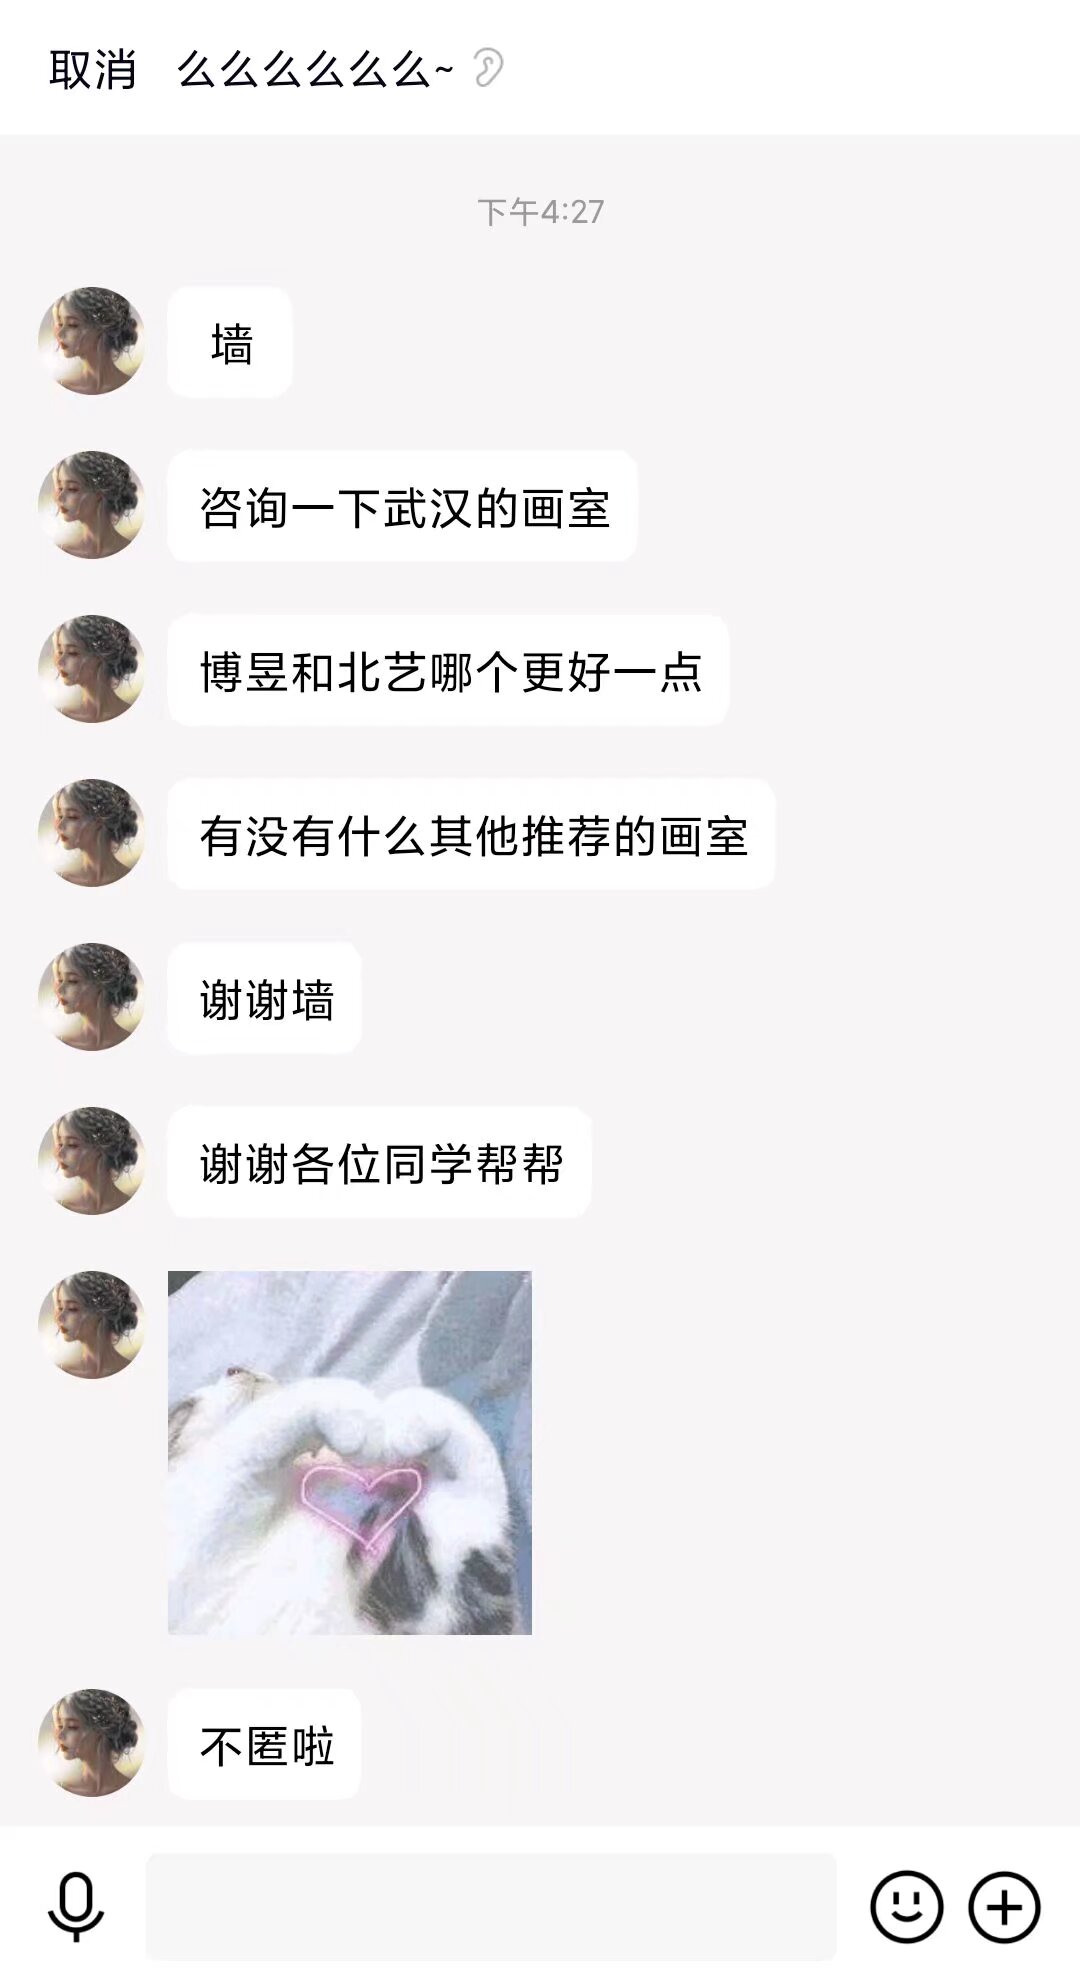 取消 么么么么么么~
下午4:27
墙
咨询一下武汉的画室
博昱和北艺哪个更好一点
有没有什么其他推荐的画室
谢谢墙
谢谢各位同学帮帮
不匿啦